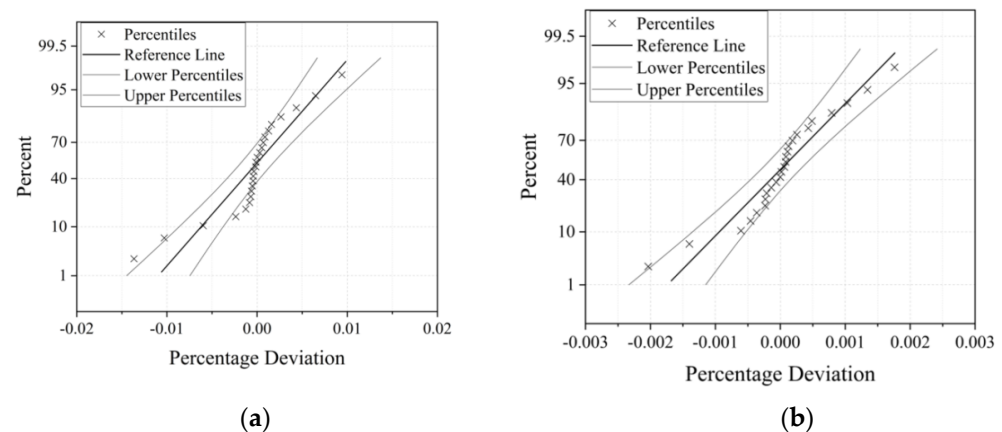 Percentiles
Reference Line
Lower Percentiles
Upper Percentiles
99.5
95
70
40
10
1
Percent
-0.02
-0.01
0.00
0.01
0.02
Percentage Deviation
(a)
Percentiles
Reference Line
Lower Percentiles
Upper Percentiles
99.5
95
70
40
10
1
Percent
-0.003
-0.002
-0.001
0.000
0.001
0.002
0.003
Percentage Deviation
(b)